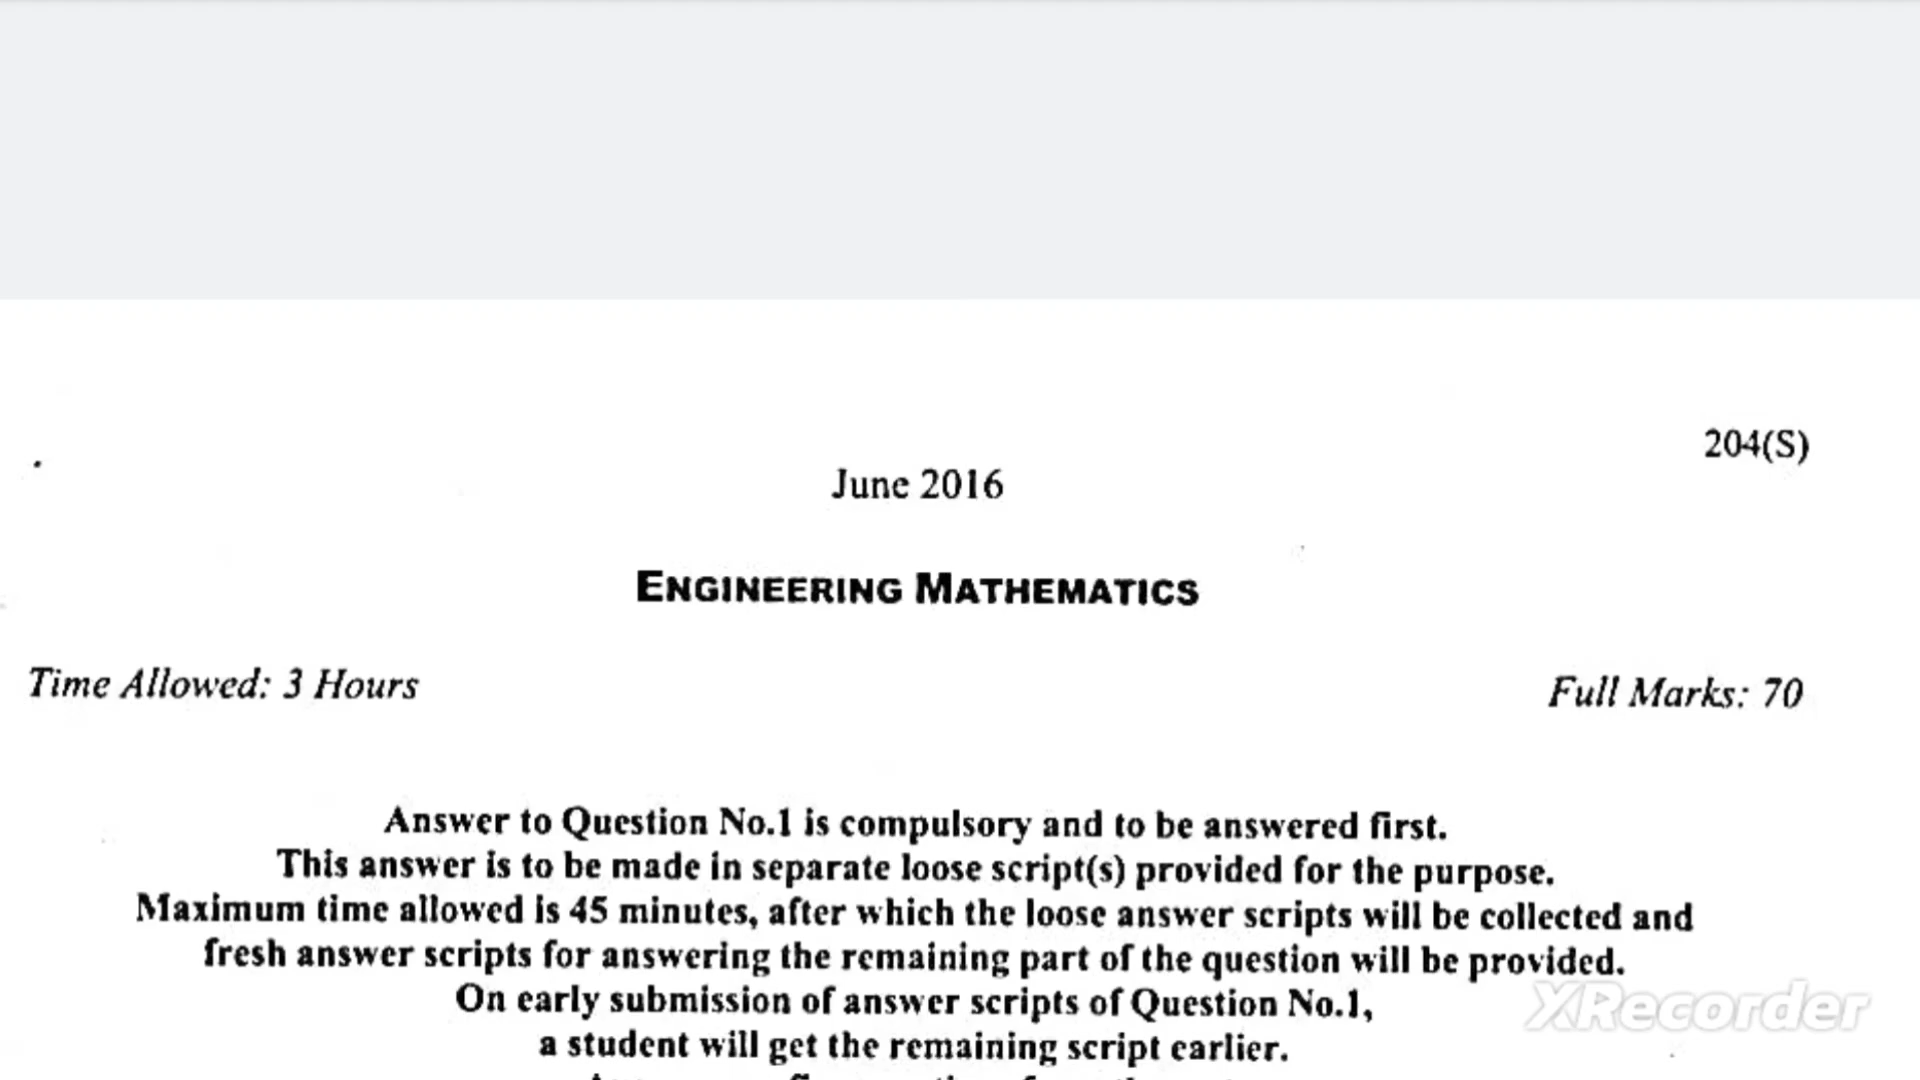 204(S)
June 2016
ENGINEERING MATHEMATICS
Time Allowed: 3 Hours
Full Marks: 70
Answer to Question No.1 is compulsory and to be answered first.
This answer is to be made in separate loose script(s) provided for the purpose.
Maximum time allowed is 45 minutes, after which the loose answer scripts will be collected and
fresh answer scripts for answering the remaining part of the question will be provided.
On early submission of answer scripts of Question No.1,
a student will get the remaining script earlier.
XRecorder